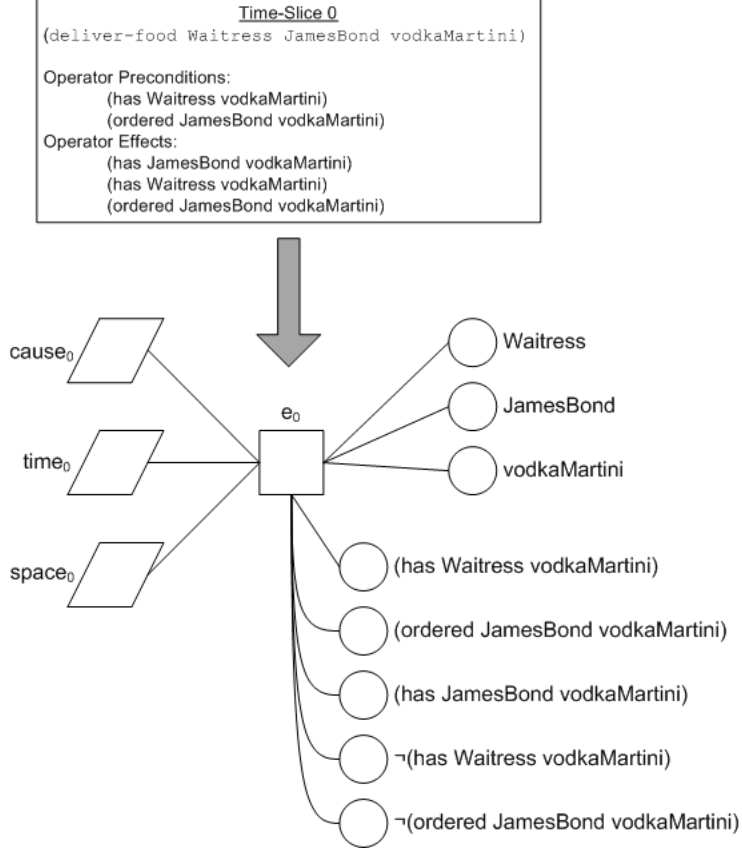 Time-Slice 0
(deliver-food Waitress JamesBond vodkaMartini)
Operator Preconditions:
(has Waitress vodkaMartini)
(ordered JamesBond vodkaMartini)
Operator Effects:
(has JamesBond vodkaMartini)
(has Waitress vodkaMartini)
(ordered JamesBond vodkaMartini)
cause₀
Waitress
e₀
JamesBond
time₀
vodkaMartini
space₀
(has Waitress vodkaMartini)
(ordered JamesBond vodkaMartini)
(has JamesBond vodkaMartini)
¬(has Waitress vodkaMartini)
¬(ordered JamesBond vodkaMartini)